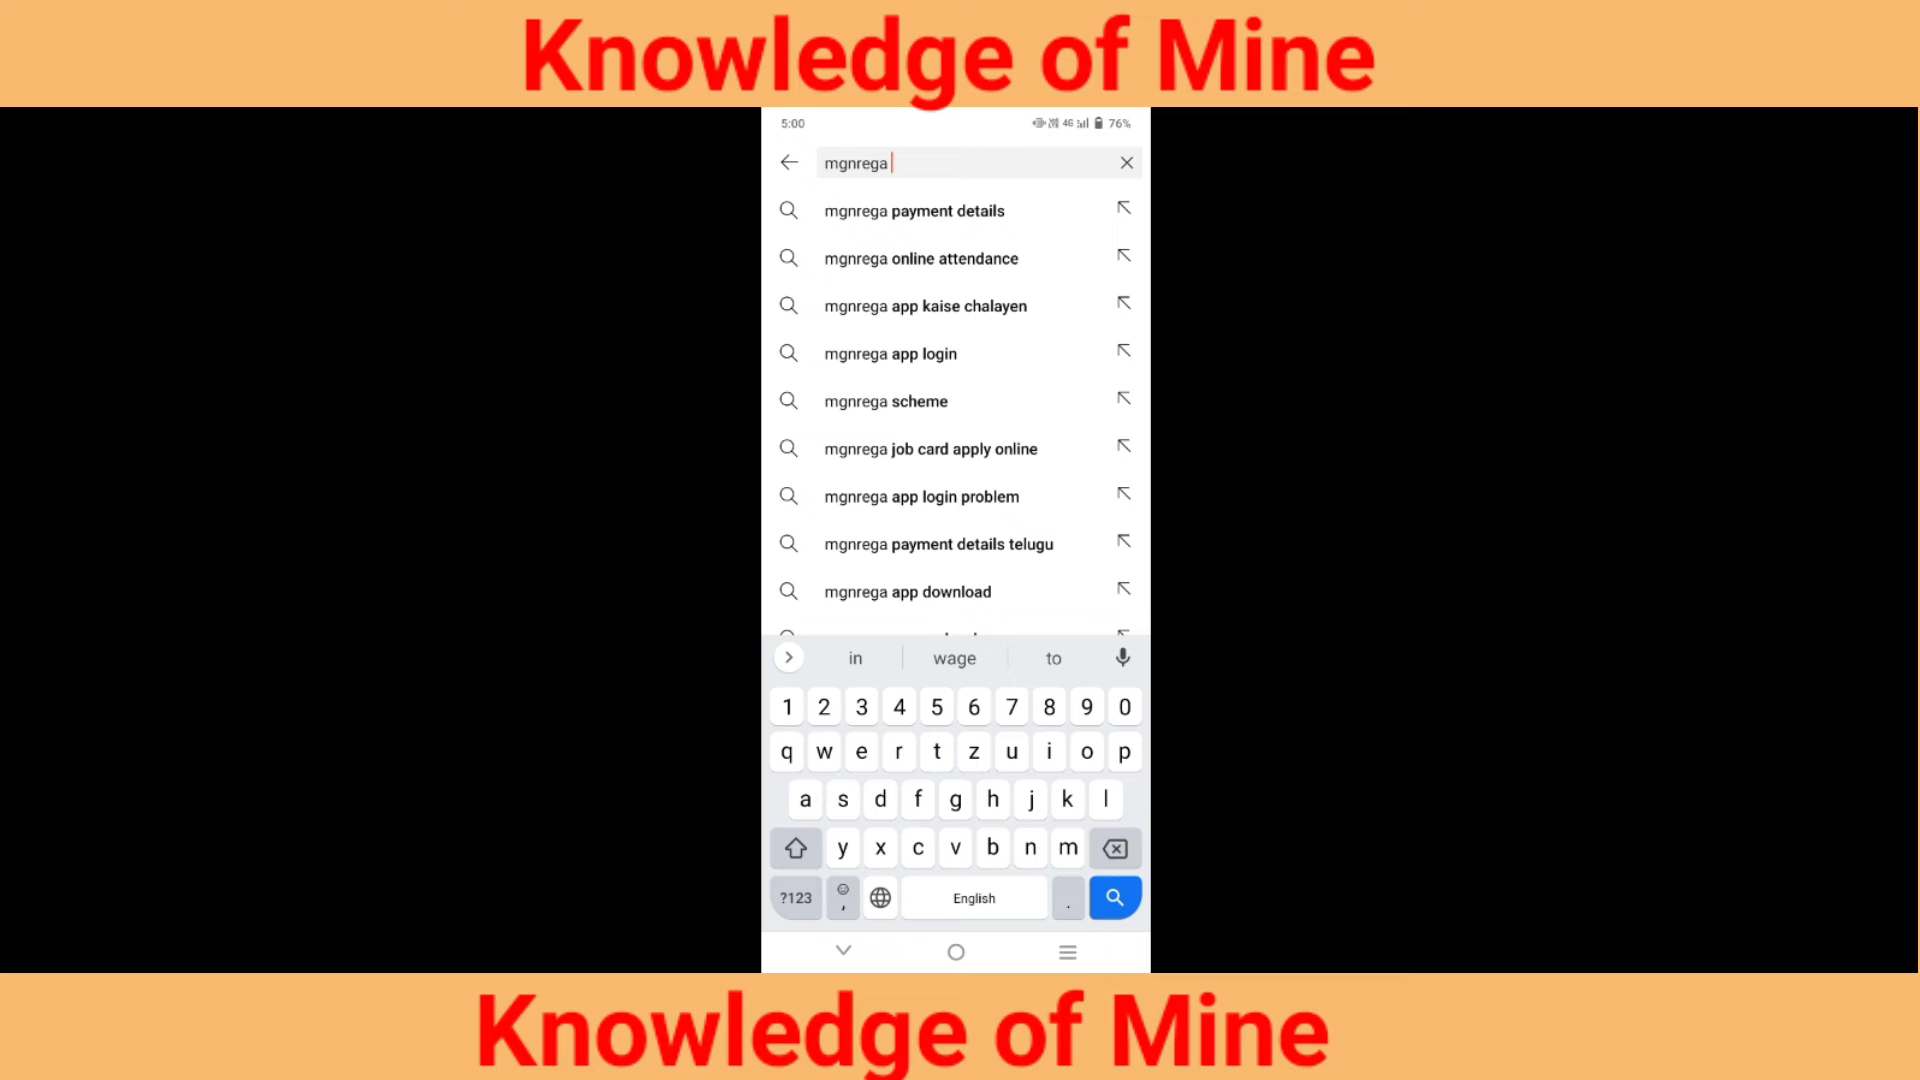 Knowledge of Mine
5:00 4G 76%
mgnrega
mgnrega payment details
mgnrega online attendance
mgnrega app kaise chalayen
mgnrega app login
mgnrega scheme
mgnrega job card apply online
mgnrega app login problem
mgnrega payment details telugu
mgnrega app download
in wage to
1 2 3 4 5 6 7 8 9 0
q w e r t z u i o p
a s d f g h j k l
y x c v b n m
?123 , English .
Knowledge of Mine